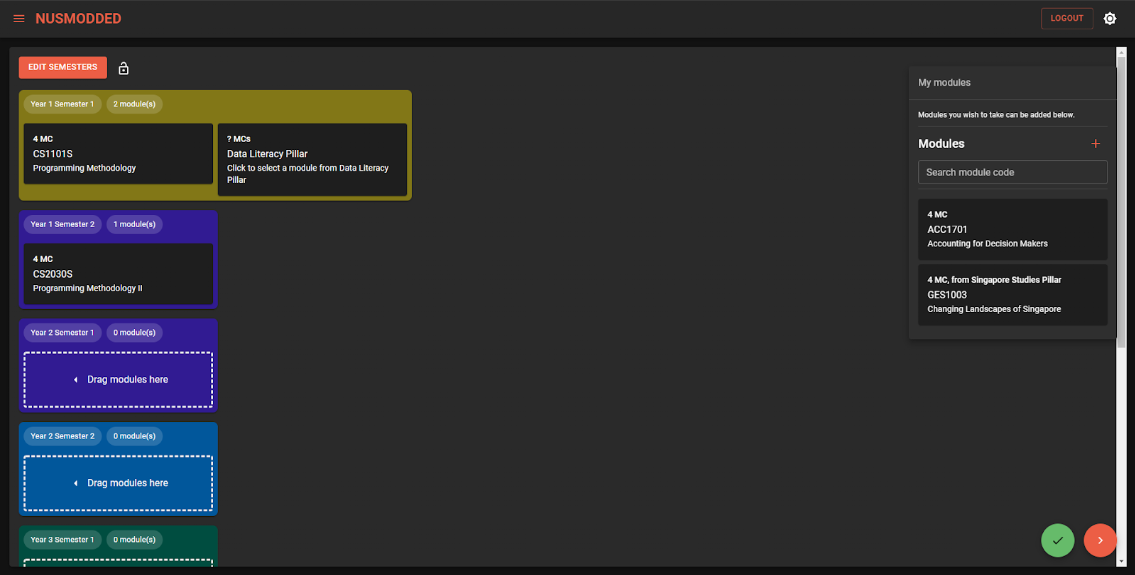 NUSMODDED
LOGOUT
EDIT SEMESTERS
Year 1 Semester 1 2 module(s)
4 MC
CS1101S
Programming Methodology
? MCs
Data Literacy Pillar
Click to select a module from Data Literacy
Pillar
Year 1 Semester 2 1 module(s)
4 MC
CS2030S
Programming Methodology II
Year 2 Semester 1 0 module(s)
Drag modules here
Year 2 Semester 2 0 module(s)
Drag modules here
Year 3 Semester 1 0 module(s)
My modules
Modules you wish to take can be added below.
Modules
Search module code
4 MC
ACC1701
Accounting for Decision Makers
4 MC, from Singapore Studies Pillar
GES1003
Changing Landscapes of Singapore